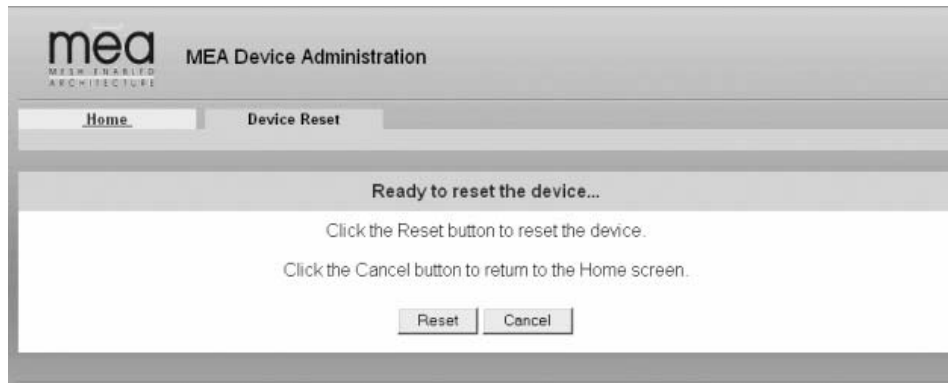 mea
MESH ENABLED
ARCHITECTURE
MEA Device Administration
Home
Device Reset
Ready to reset the device...
Click the Reset button to reset the device.
Click the Cancel button to return to the Home screen.
Reset
Cancel